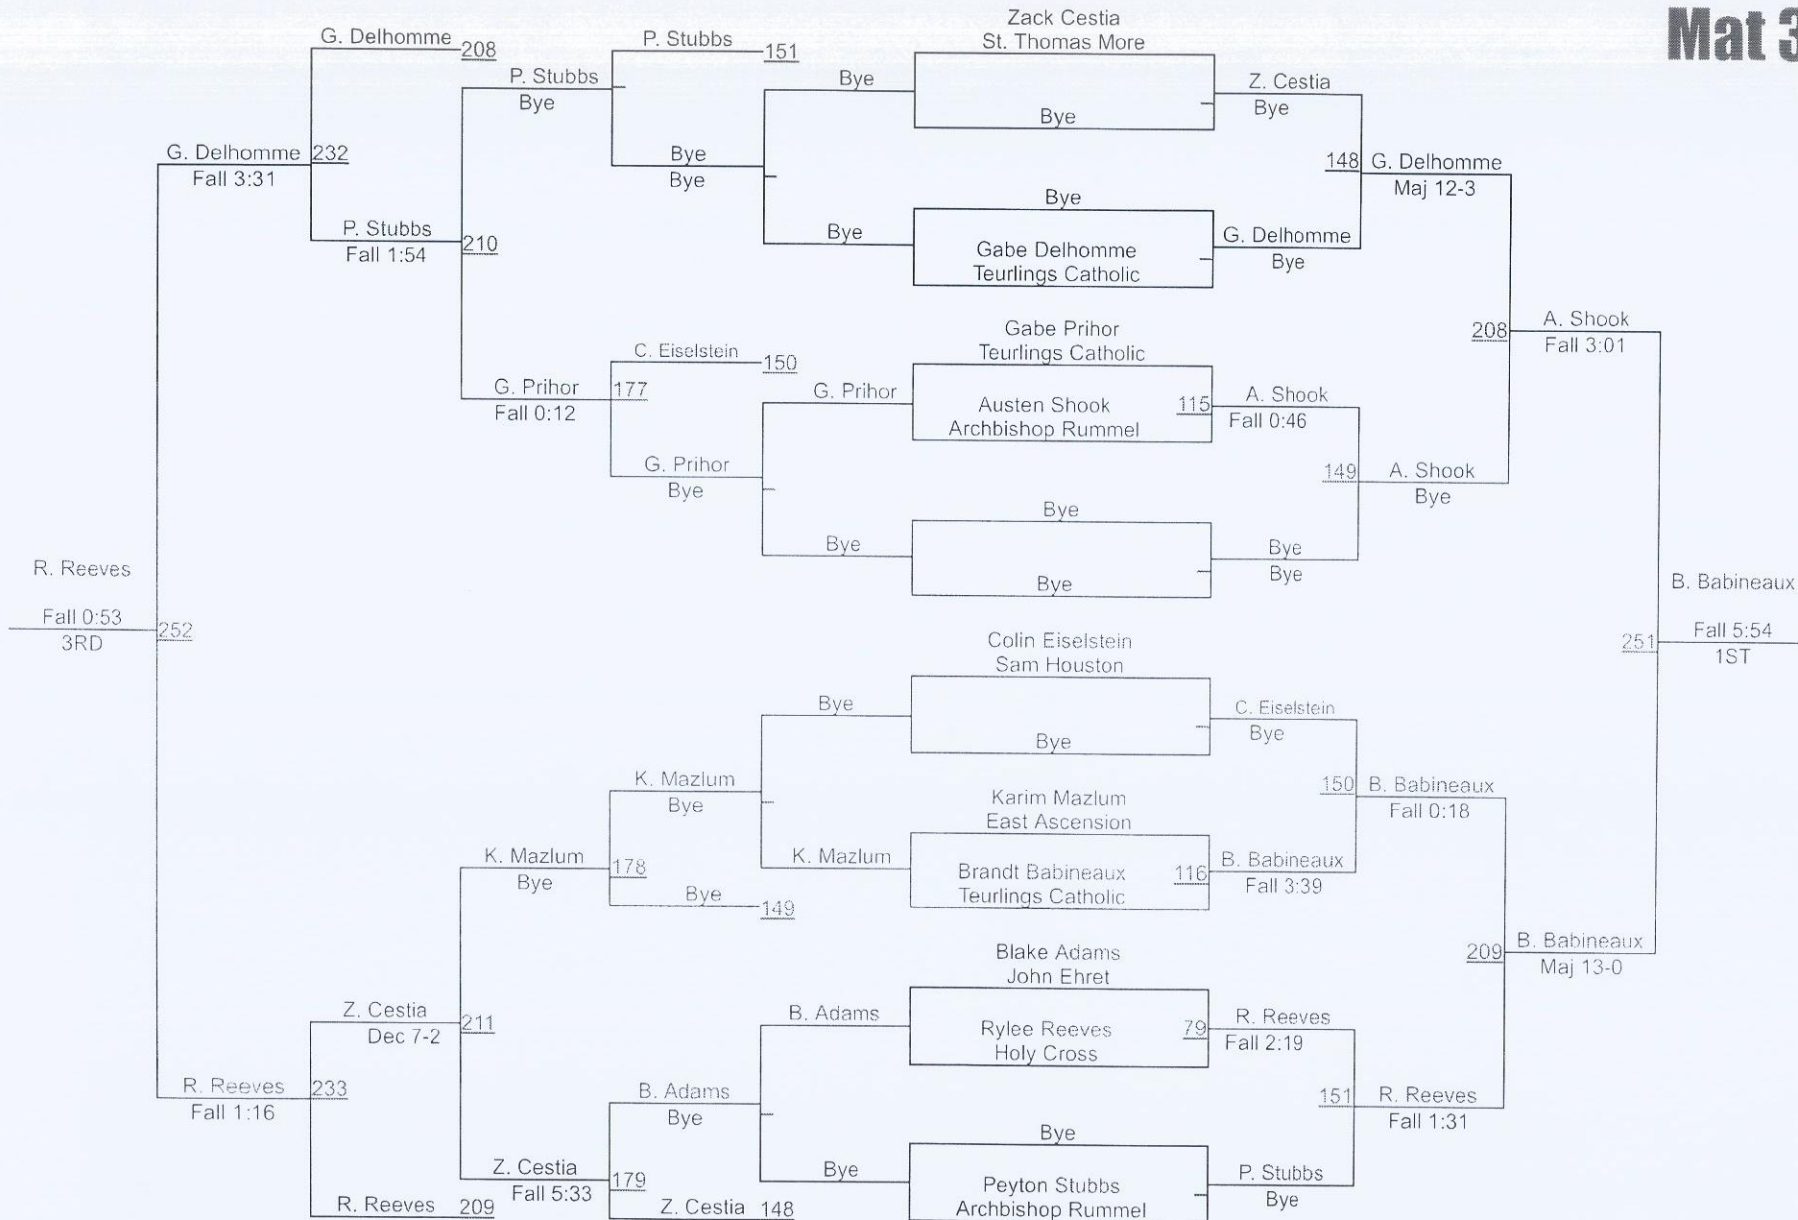 Mat 3
Zack Cestia
St. Thomas More
Bye
Bye
Gabe Delhomme
Teurlings Catholic
Gabe Prihor
Teurlings Catholic
Austen Shook
Archbishop Rummel
115
Bye
Bye
Colin Eiselstein
Sam Houston
Bye
Karim Mazlum
East Ascension
Brandt Babineaux
Teurlings Catholic
116
Blake Adams
John Ehret
Rylee Reeves
Holy Cross
79
Bye
Peyton Stubbs
Archbishop Rummel
Z. Cestia
Bye
G. Delhomme
Bye
A. Shook
Fall 0:46
Bye
Bye
C. Eiselstein
Bye
B. Babineaux
Fall 3:39
R. Reeves
Fall 2:19
P. Stubbs
Bye
148
G. Delhomme
Maj 12-3
149
A. Shook
Bye
150
B. Babineaux
Fall 0:18
151
R. Reeves
Fall 1:31
208
A. Shook
Fall 3:01
209
B. Babineaux
Maj 13-0
B. Babineaux
251
Fall 5:54
1ST
Bye
Bye
G. Prihor
Bye
Bye
K. Mazlum
B. Adams
Bye
P. Stubbs
151
Bye
Bye
C. Eiselstein
150
G. Prihor
Bye
K. Mazlum
Bye
Bye
149
B. Adams
Bye
Z. Cestia
148
P. Stubbs
Bye
G. Prihor
177
Fall 0:12
K. Mazlum
178
Bye
Z. Cestia
179
Fall 5:33
G. Delhomme
208
P. Stubbs
210
Fall 1:54
Z. Cestia
211
Dec 7-2
R. Reeves
209
G. Delhomme
232
Fall 3:31
R. Reeves
233
Fall 1:16
R. Reeves
Fall 0:53
252
3RD